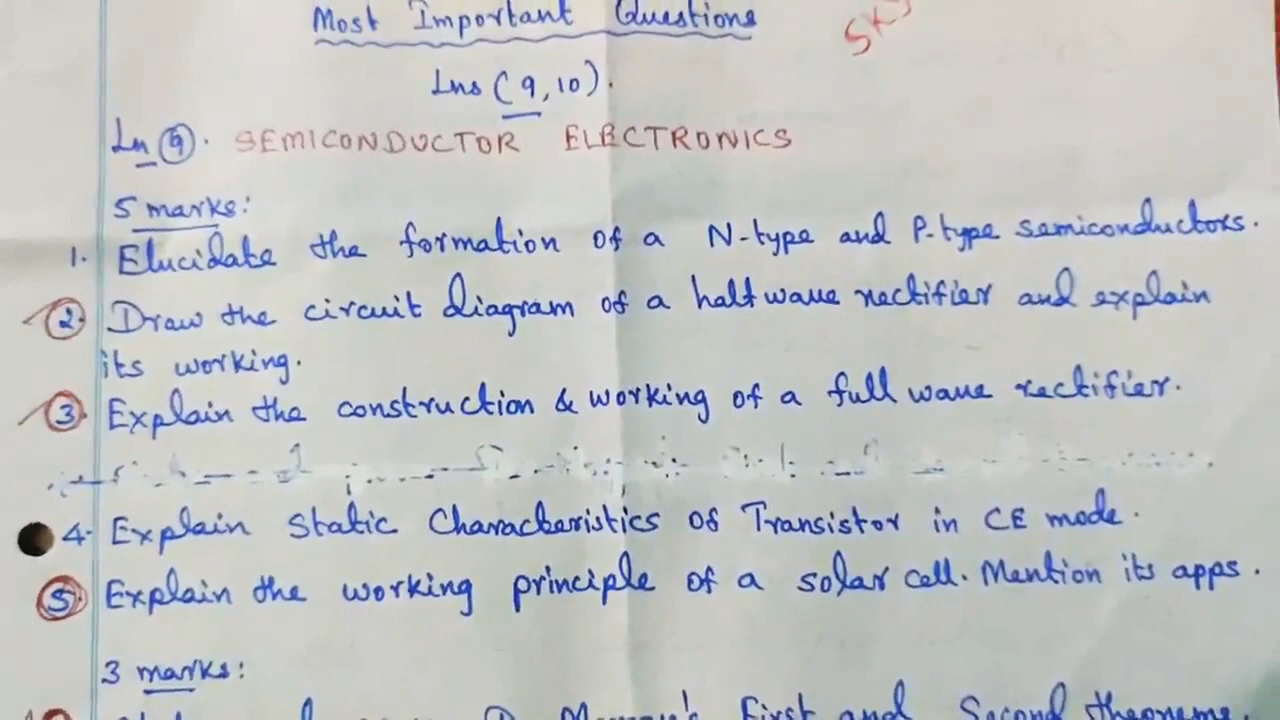 Most Important Questions
SKS
Lns (9,10).
Ln 9. SEMICONDUCTOR ELECTRONICS
5 marks:
1. Elucidate the formation of a N-type and P-type semiconductors.
2. Draw the circuit diagram of a half wave rectifier and explain
its working.
3. Explain the construction & working of a full wave rectifier.
4. Explain Static Characteristics of Transistor in CE mode.
5. Explain the working principle of a solar cell. Mention its apps.
3 marks:
First and Second theorems.